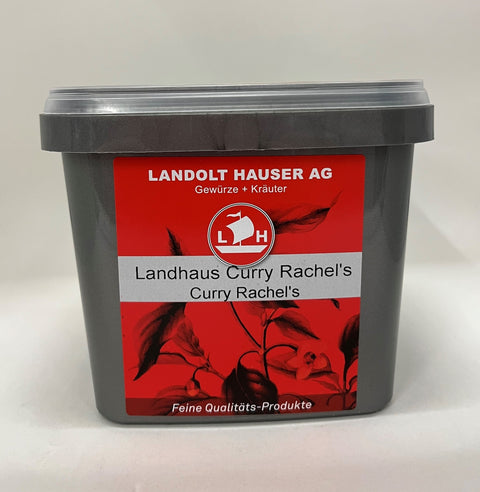 LANDOLT HAUSER AG
Gewürze + Kräuter
L H
Landhaus Curry Rachel's
Curry Rachel's
Feine Qualitäts-Produkte